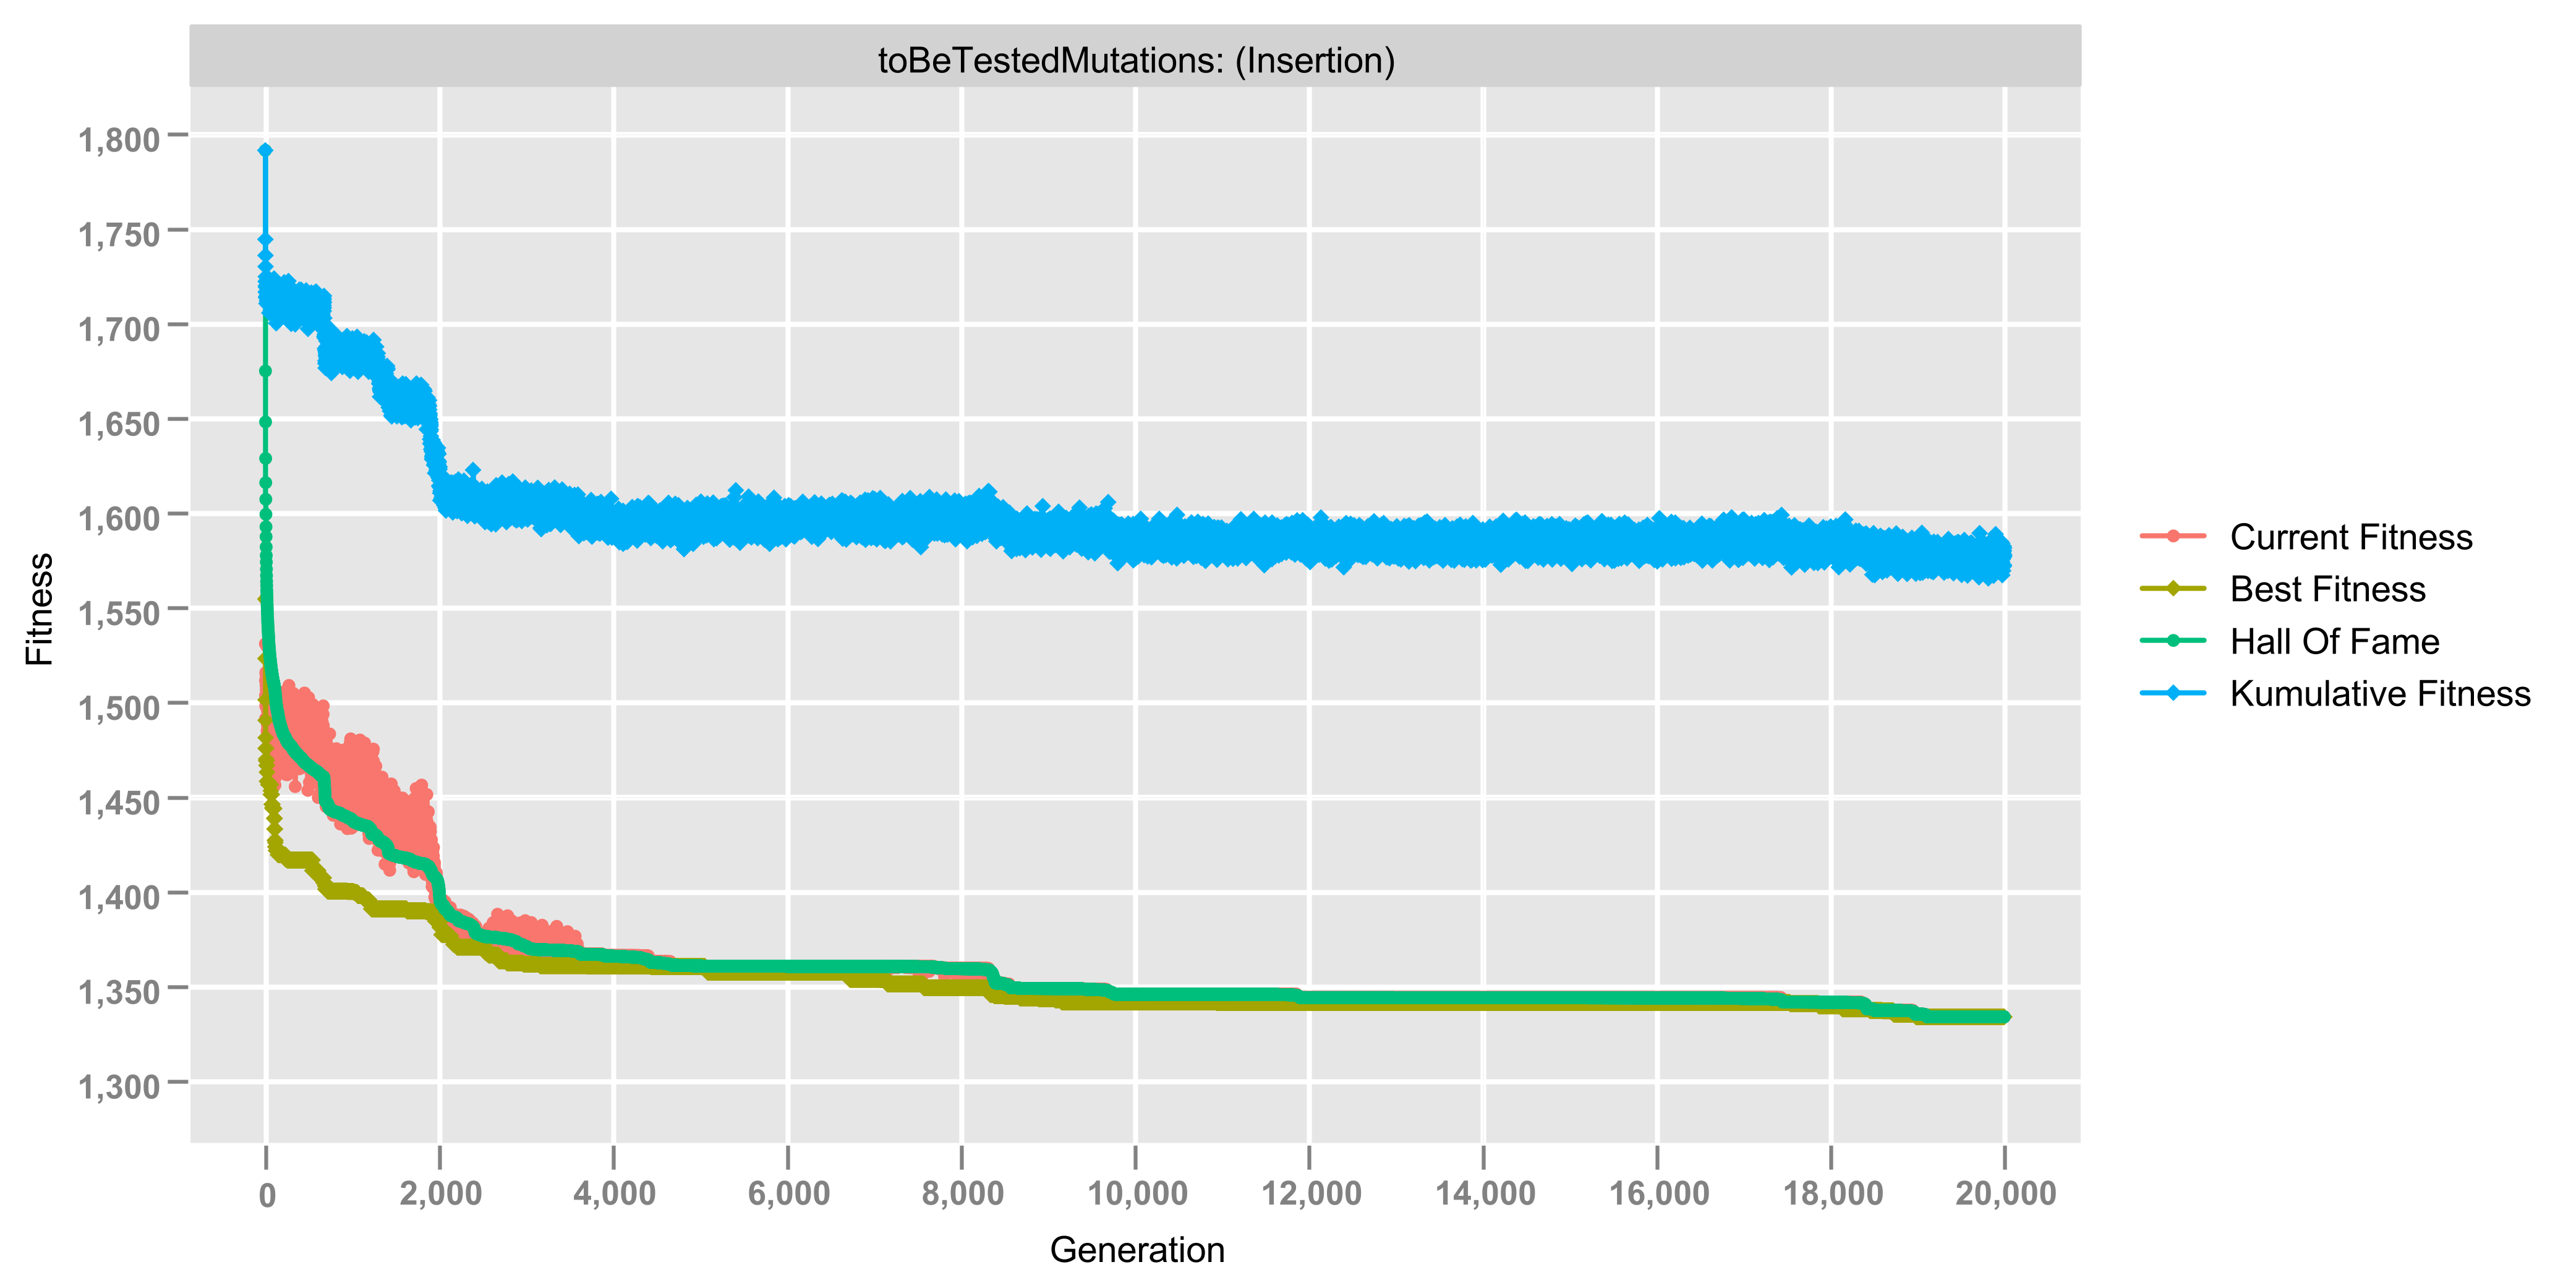 toBeTestedMutations: (Insertion)
1,800
1,750
1,700
1,650
1,600
1,550
1,500
1,450
1,400
1,350
1,300
Fitness
0 2,000 4,000 6,000 8,000 10,000 12,000 14,000 16,000 18,000 20,000
Generation
Current Fitness
Best Fitness
Hall Of Fame
Kumulative Fitness